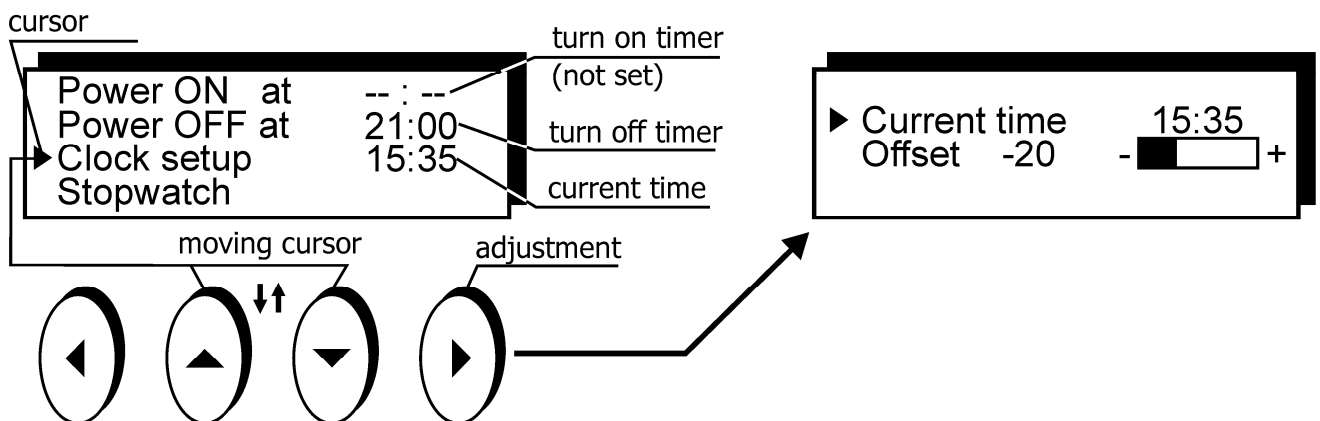 cursor
turn on timer
(not set)
Power ON at -- : --
Power OFF at 21:00
turn off timer
Clock setup 15:35
current time
Stopwatch
Current time 15:35
Offset -20 - +
moving cursor
adjustment